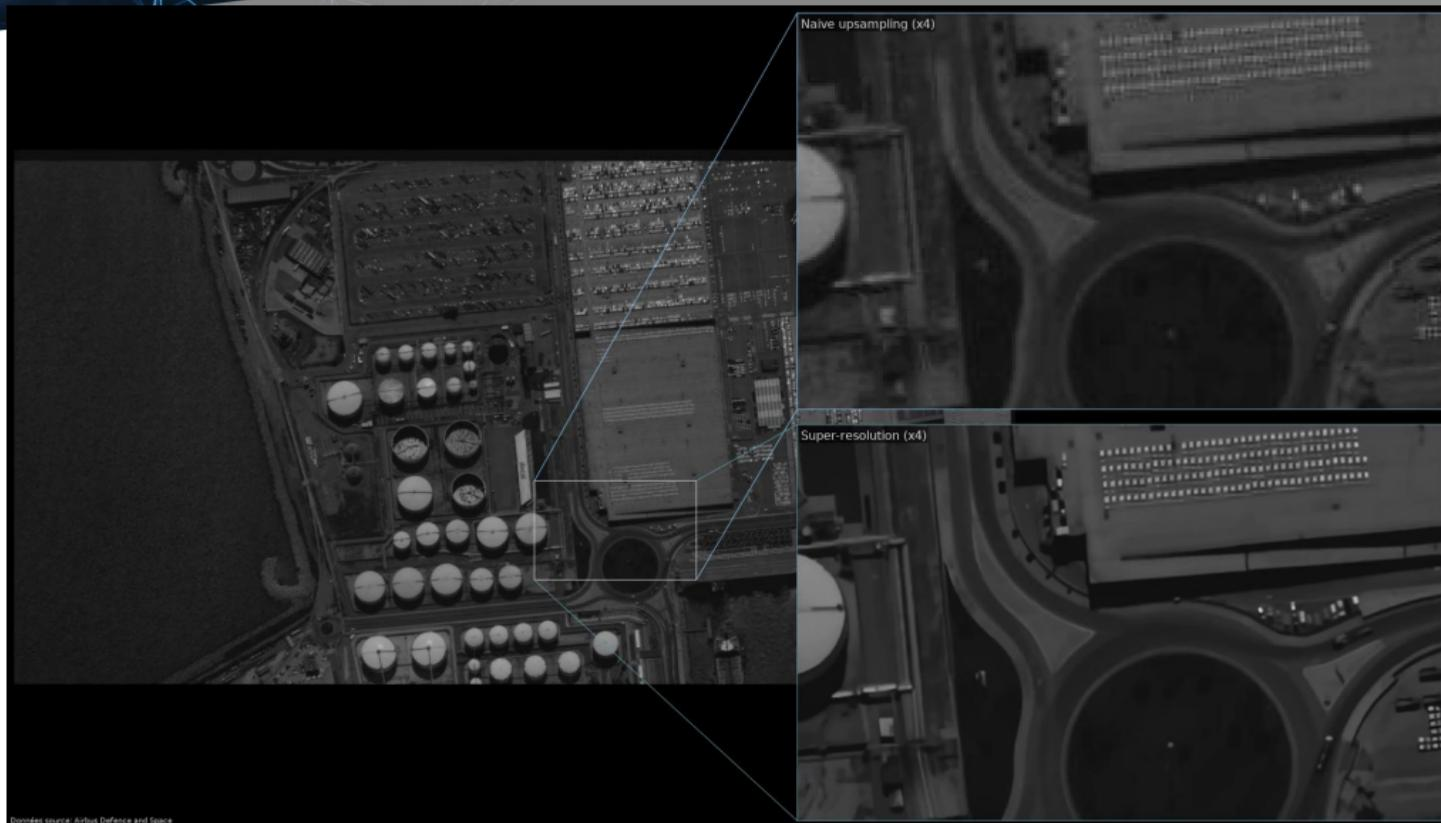 Naive upsampling (x4)
Super-resolution (x4)
Données source: Airbus Defence and Space